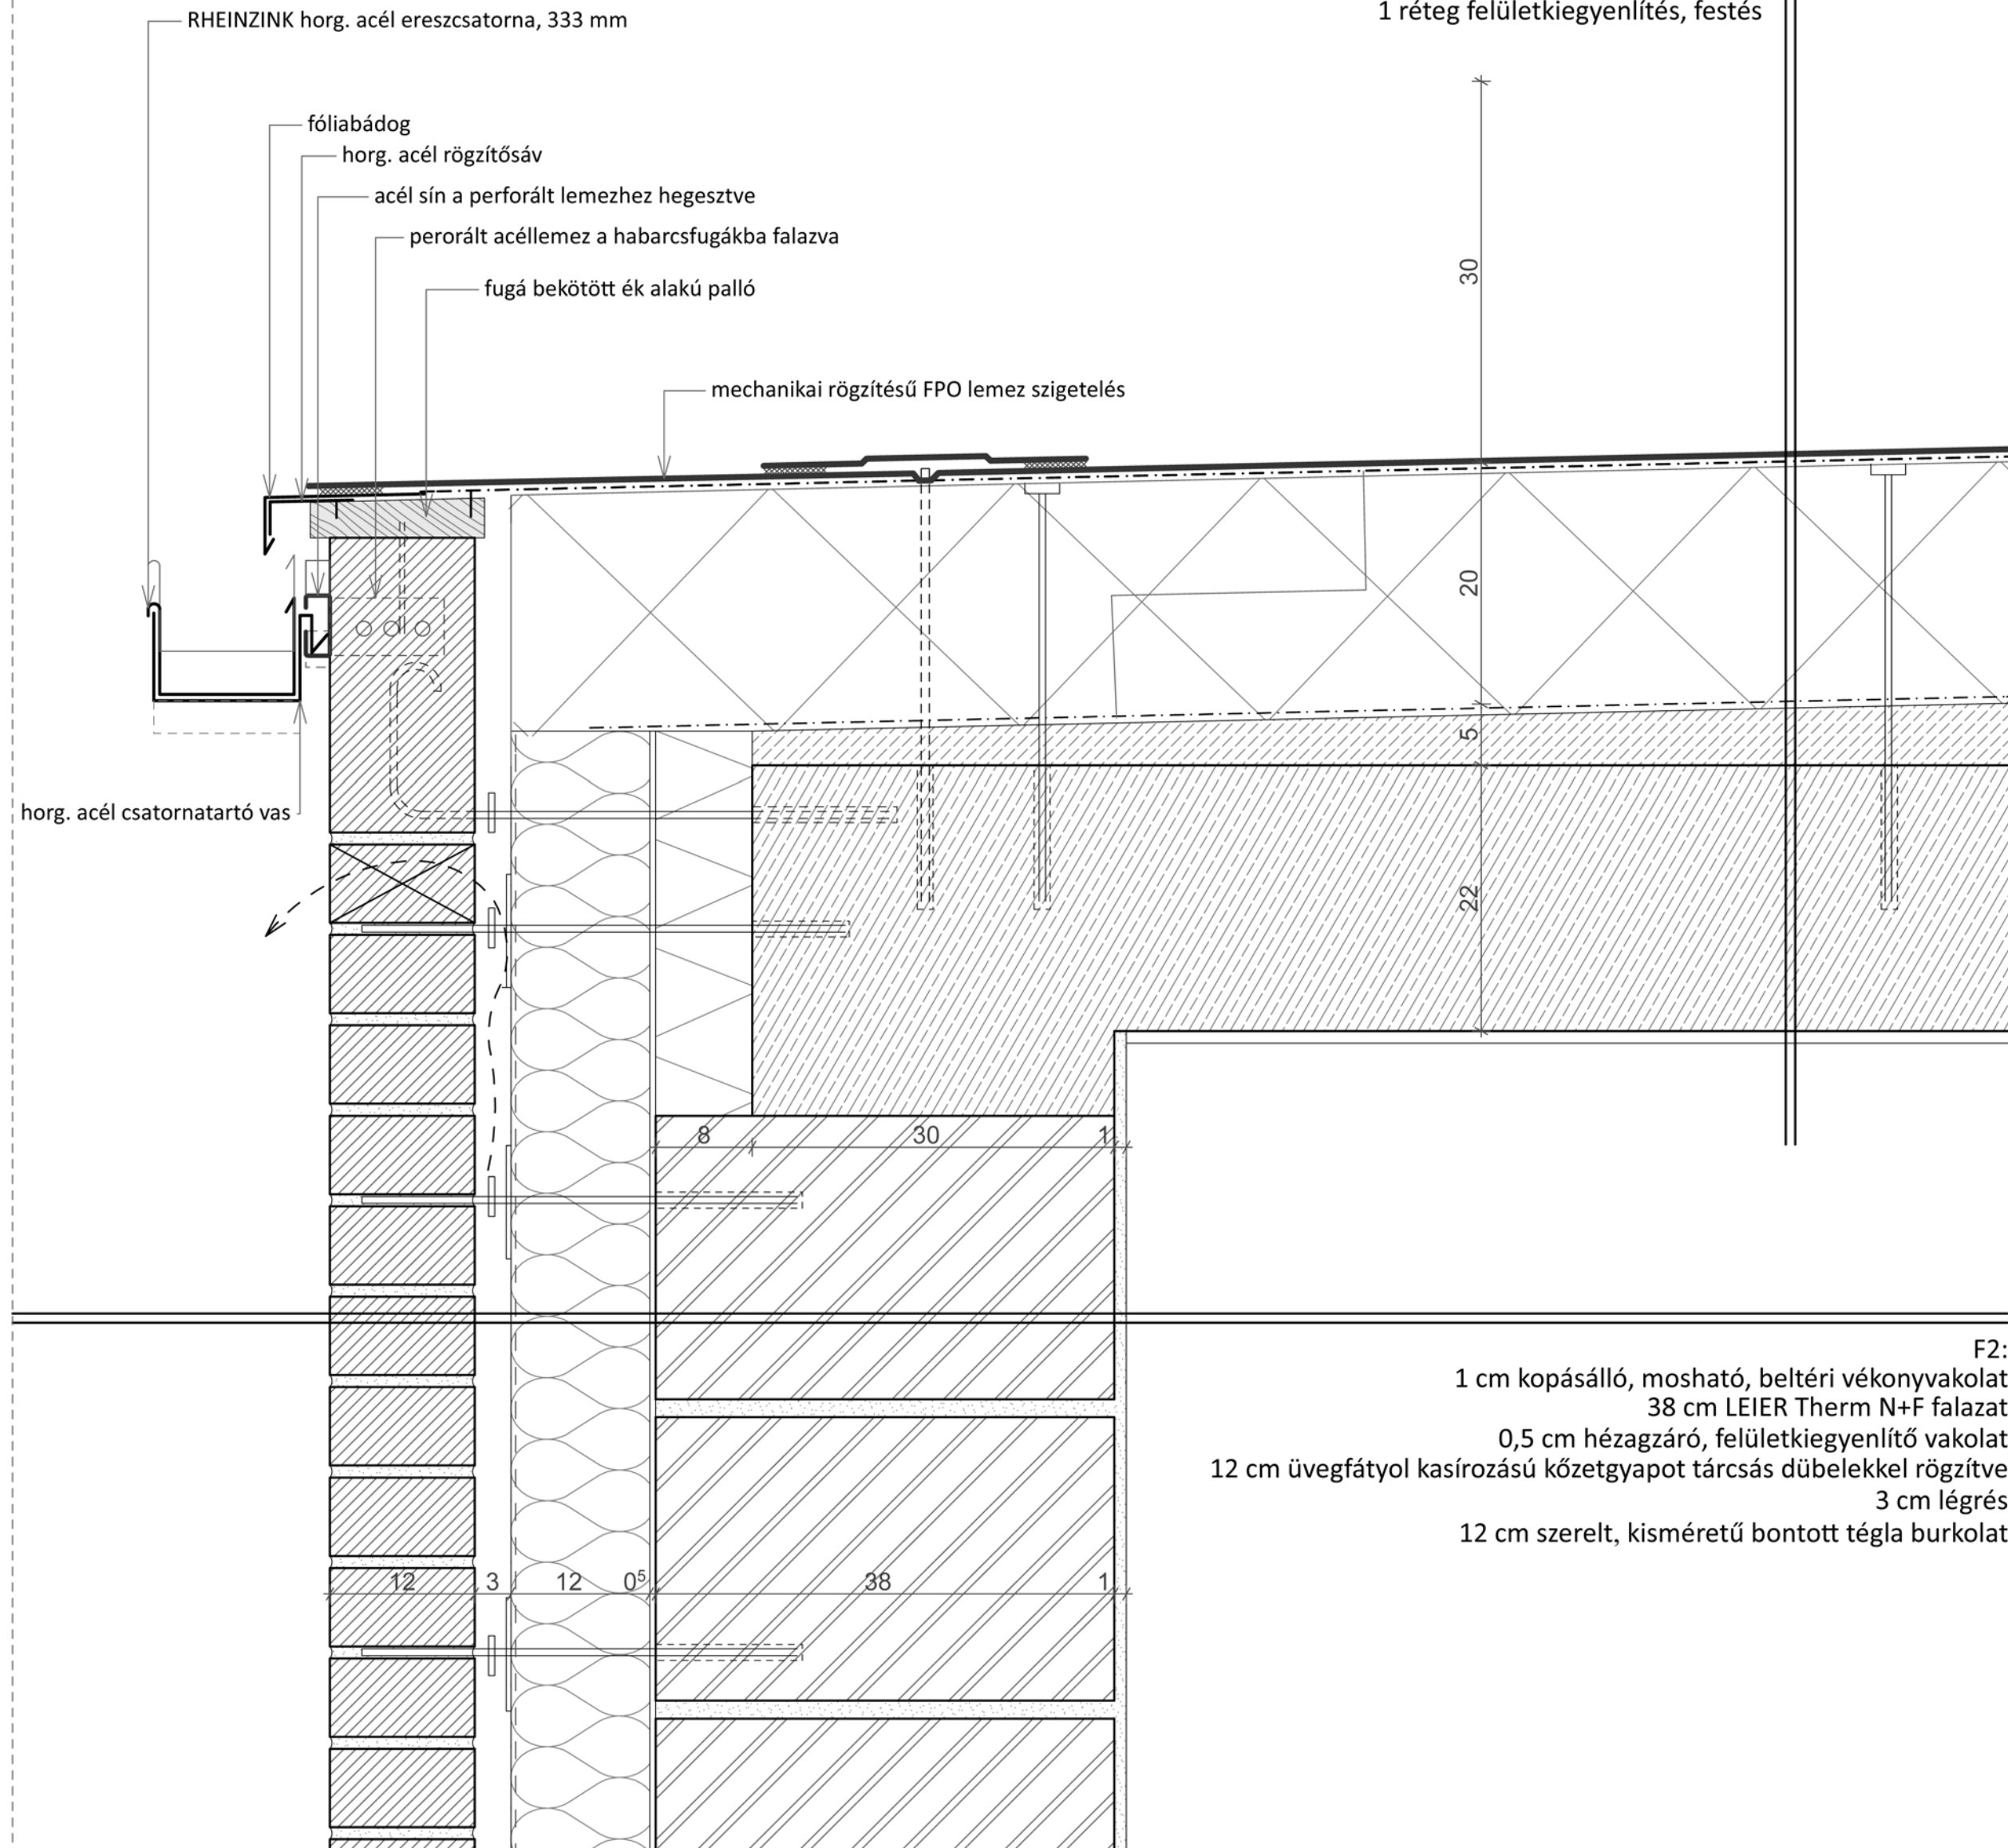 RHEINZINK horg. acél ereszcsatorna, 333 mm
1 réteg felületkiegyenlítés, festés
fóliabádog
horg. acél rögzítősáv
acél sín a perforált lemezhez hegesztve
perorált acéllemez a habarcsfugákba falazva
fugá bekötött ék alakú palló
mechanikai rögzítésű FPO lemez szigetelés
30
20
5
22
horg. acél csatornatartó vas
8 30 1
F2:
1 cm kopásálló, mosható, beltéri vékonyvakolat
38 cm LEIER Therm N+F falazat
0,5 cm hézagzáró, felületkiegyenlítő vakolat
12 cm üvegfátyol kasírozású kőzetgyapot tárcsás dübelekkel rögzítve
3 cm légrés
12 cm szerelt, kisméretű bontott tégla burkolat
12 3 12 0⁵ 38 1